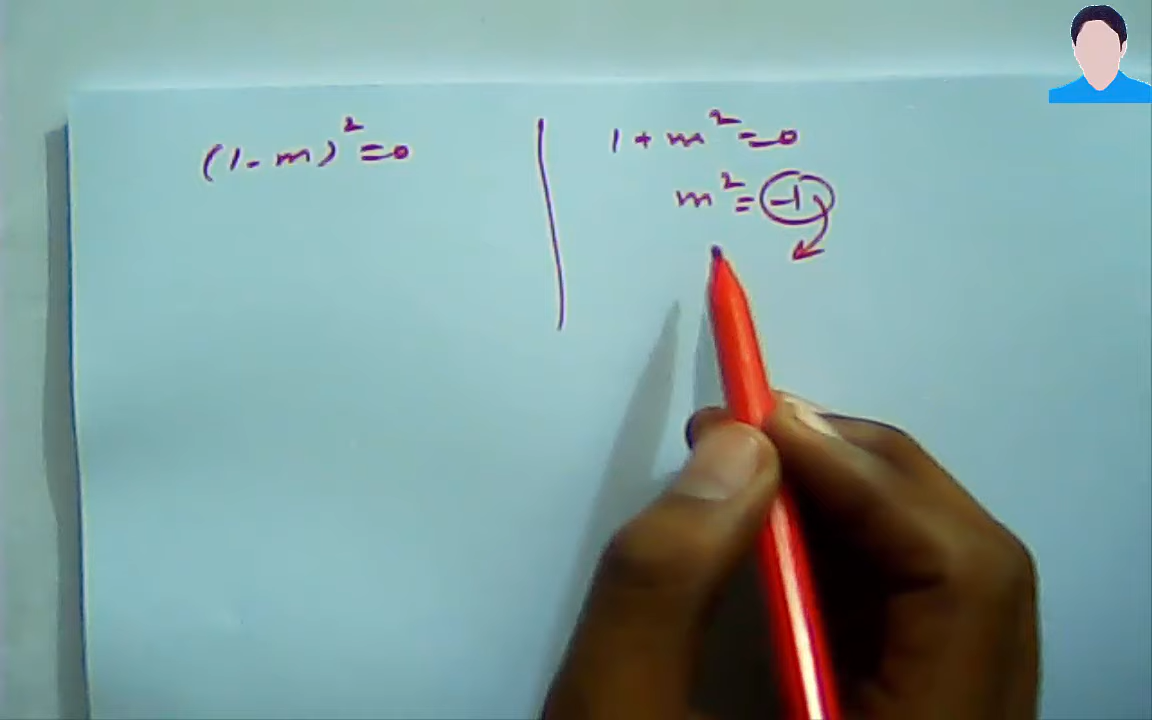 (1-m)² = 0
1+m² = 0
m² = -1